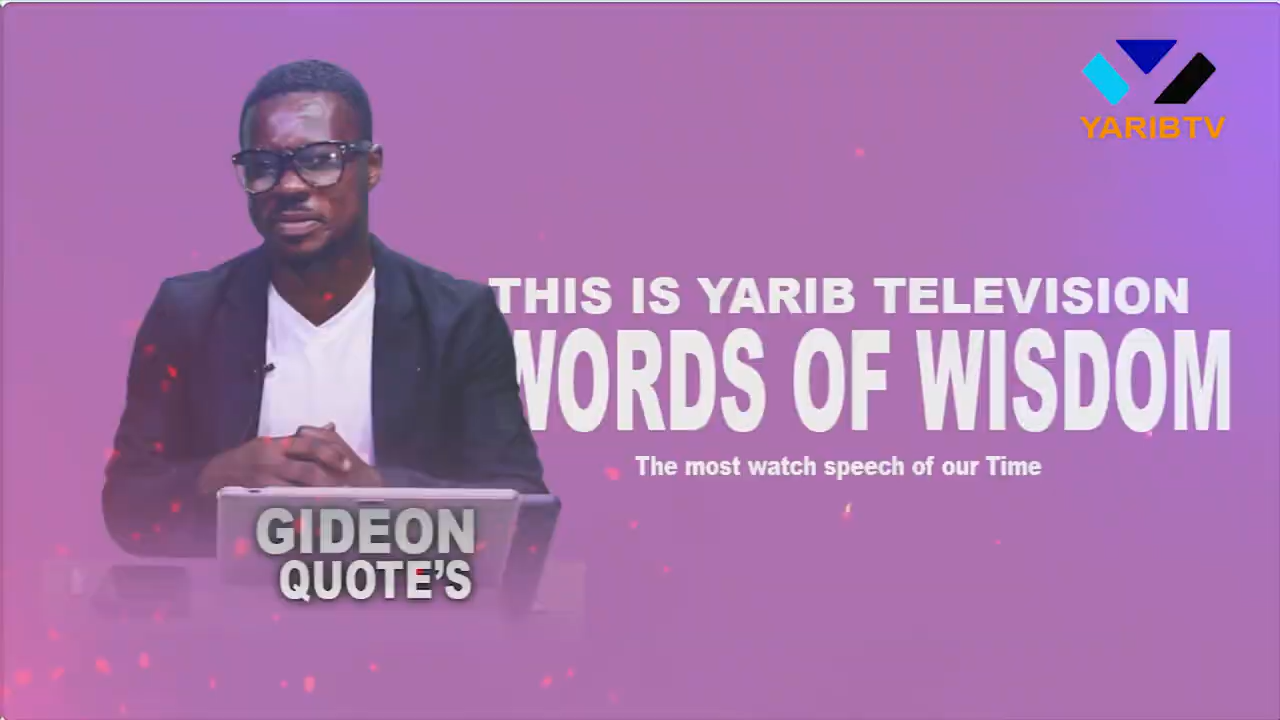 YARIBTV
THIS IS YARIB TELEVISION
WORDS OF WISDOM
The most watch speech of our Time
GIDEON
QUOTE'S